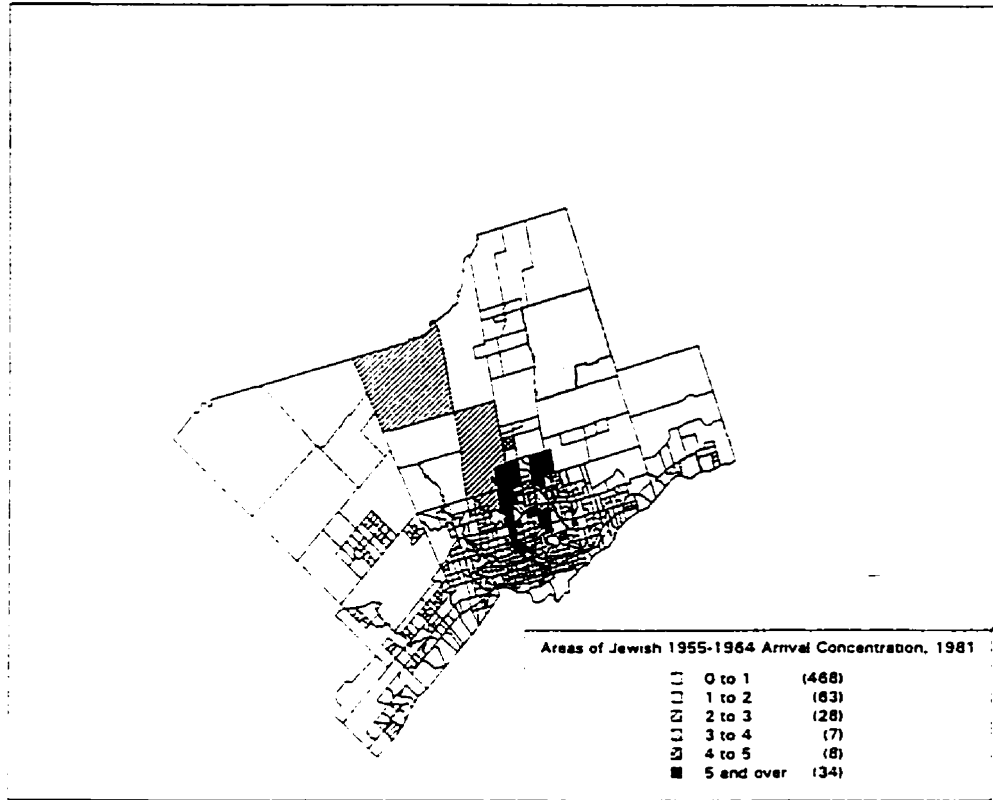 Areas of Jewish 1955-1964 Arrival Concentration, 1981
0 to 1 (468)
1 to 2 (63)
2 to 3 (28)
3 to 4 (7)
4 to 5 (8)
5 and over (34)